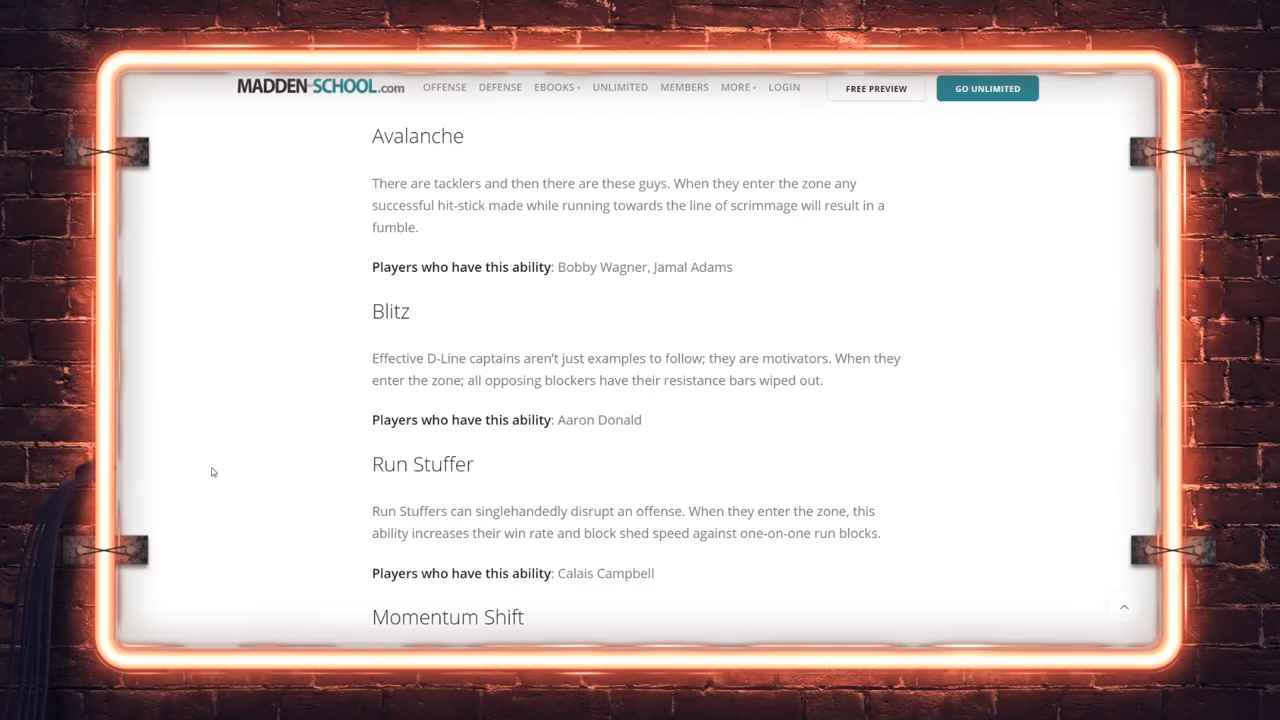 MADDEN-SCHOOL.com OFFENSE DEFENSE EBOOKS UNLIMITED MEMBERS MORE LOGIN FREE PREVIEW GO UNLIMITED
Avalanche
There are tacklers and then there are these guys. When they enter the zone any
successful hit-stick made while running towards the line of scrimmage will result in a
fumble.
Players who have this ability: Bobby Wagner, Jamal Adams
Blitz
Effective D-Line captains aren't just examples to follow; they are motivators. When they
enter the zone; all opposing blockers have their resistance bars wiped out.
Players who have this ability: Aaron Donald
Run Stuffer
Run Stuffers can singlehandedly disrupt an offense. When they enter the zone, this
ability increases their win rate and block shed speed against one-on-one run blocks.
Players who have this ability: Calais Campbell
Momentum Shift